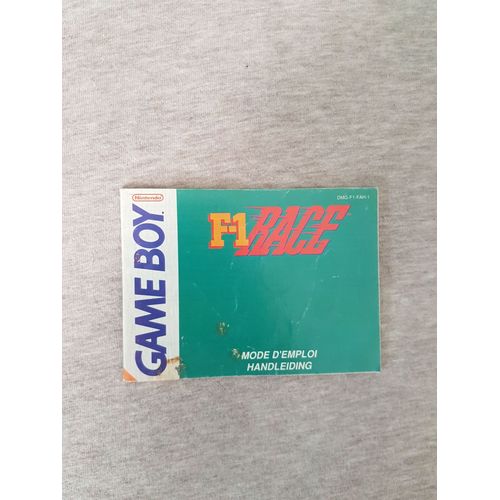 Nintendo
GAME BOY
DMG-F1-FAH-1
F-1 RACE
MODE D'EMPLOI
HANDLEIDING